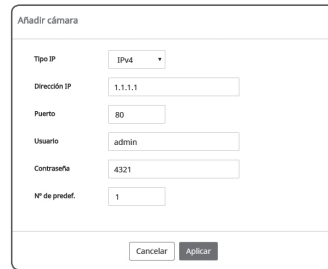 Añadir cámara
Tipo IP IPv4
Dirección IP 1.1.1.1
Puerto 80
Usuario admin
Contraseña 4321
Nº de predef. 1
Cancelar Aplicar